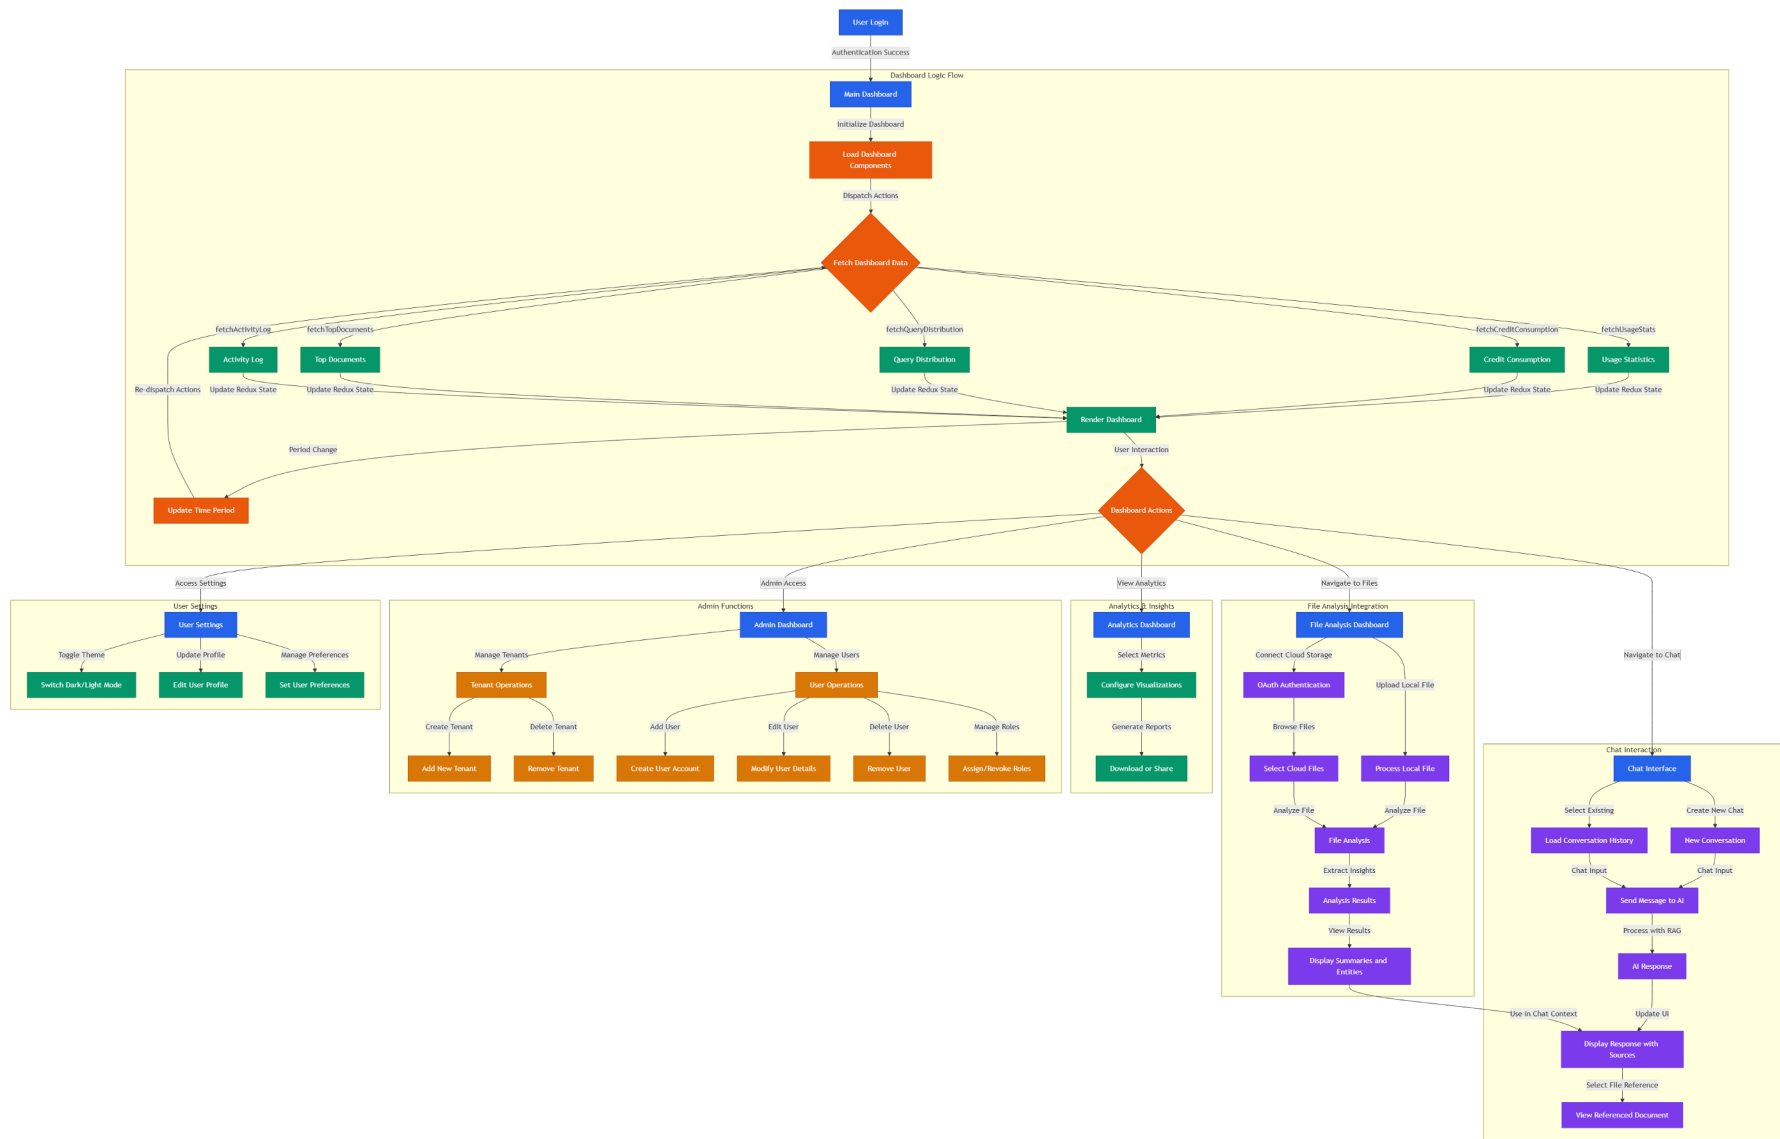 User Login
Authentication Success
Dashboard Logic Flow
Main Dashboard
Initialize Dashboard
Load Dashboard
Components
Dispatch Actions
Fetch Dashboard Data
fetchActivityLog
fetchTopDocuments
fetchQueryDistribution
fetchCreditConsumption
fetchUsageStats
Activity Log
Top Documents
Query Distribution
Credit Consumption
Usage Statistics
Re-dispatch Actions
Update Redux State
Update Redux State
Update Redux State
Update Redux State
Update Redux State
Render Dashboard
Period Change
User Interaction
Update Time Period
Dashboard Actions
Access Settings
Admin Access
View Analytics
Navigate to Files
User Settings
Admin Functions
Analytics & Insights
File Analysis Integration
User Settings
Admin Dashboard
Analytics Dashboard
File Analysis Dashboard
Toggle Theme
Update Profile
Manage Preferences
Manage Tenants
Manage Users
Select Metrics
Connect Cloud Storage
Navigate to Chat
Switch Dark/Light Mode
Edit User Profile
Set User Preferences
Tenant Operations
User Operations
Configure Visualizations
OAuth Authentication
Upload Local File
Create Tenant
Delete Tenant
Add User
Edit User
Delete User
Manage Roles
Generate Reports
Browse Files
Chat Interaction
Add New Tenant
Remove Tenant
Create User Account
Modify User Details
Remove User
Assign/Revoke Roles
Download or Share
Select Cloud Files
Process Local File
Chat Interface
Analyze File
Analyze File
Select Existing
Create New Chat
File Analysis
Load Conversation History
New Conversation
Extract Insights
Chat Input
Chat Input
Analysis Results
Send Message to AI
View Results
Process with RAG
Display Summaries and
Entities
AI Response
Use in Chat Context
Update UI
Display Response with
Sources
Select File Reference
View Referenced Document